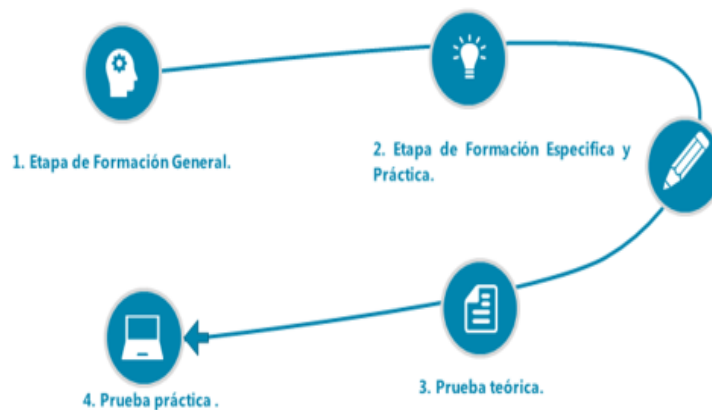 1. Etapa de Formación General.
2. Etapa de Formación Especifica y
Práctica.
3. Prueba teórica.
4. Prueba práctica .